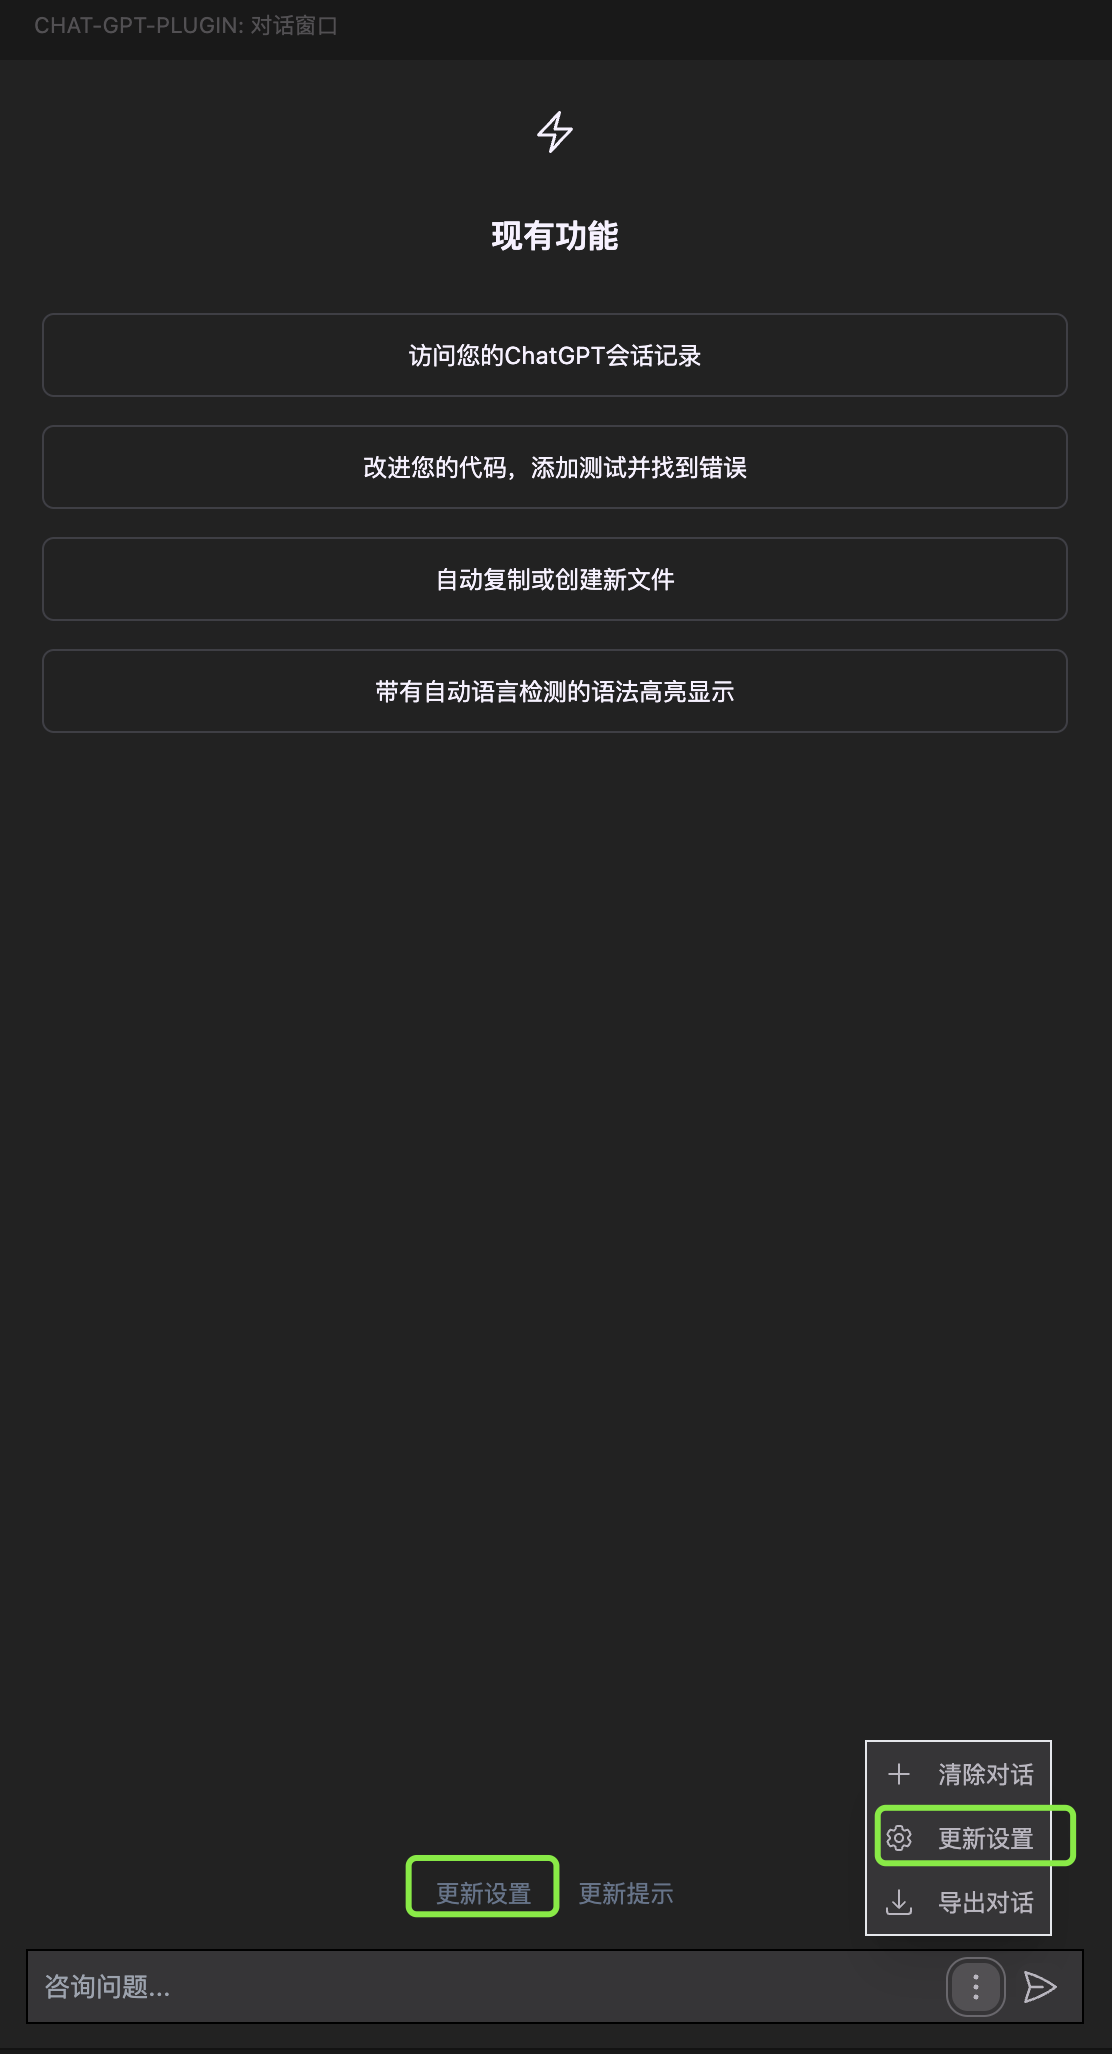 CHAT-GPT-PLUGIN: 对话窗口
现有功能
访问您的ChatGPT会话记录
改进您的代码，添加测试并找到错误
自动复制或创建新文件
带有自动语言检测的语法高亮显示
清除对话
更新设置
导出对话
更新设置 更新提示
咨询问题...